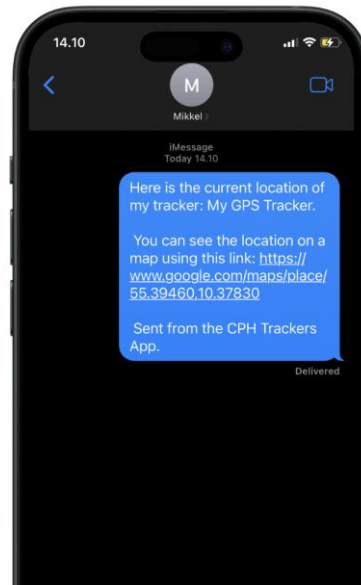 14.10
M
Mikkel
iMessage
Today 14.10
Here is the current location of
my tracker: My GPS Tracker.
You can see the location on a
map using this link: https://
www.google.com/maps/place/
55.39460,10.37830
Sent from the CPH Trackers
App.
Delivered